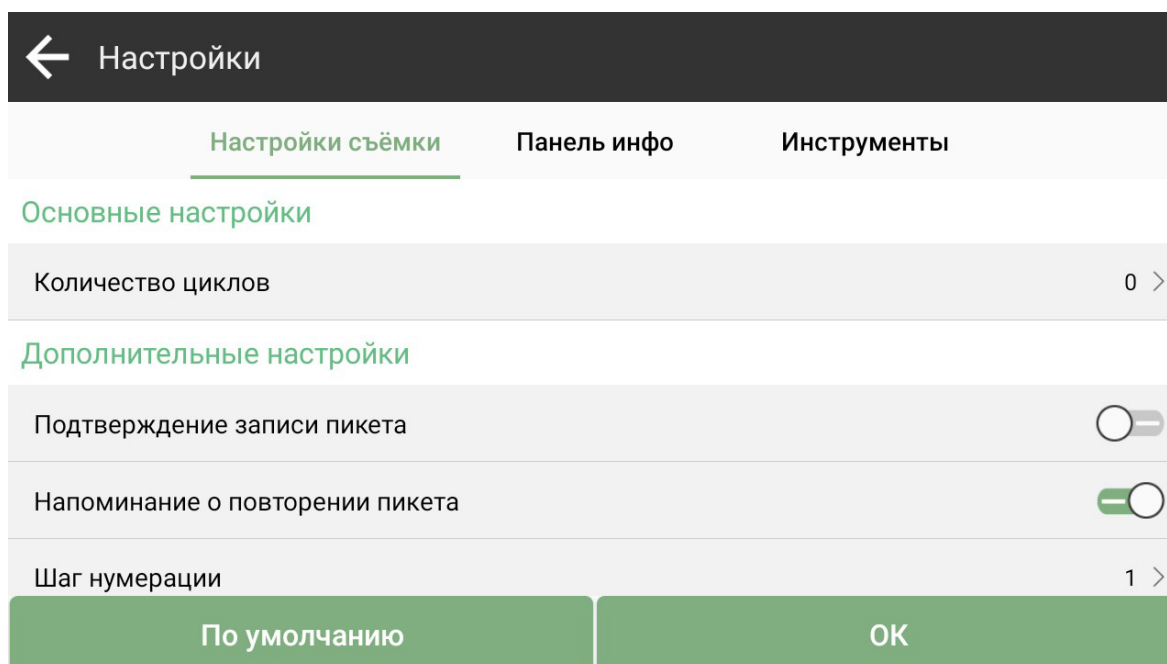 Настройки
Настройки съёмки Панель инфо Инструменты
Основные настройки
Количество циклов 0
Дополнительные настройки
Подтверждение записи пикета
Напоминание о повторении пикета
Шаг нумерации 1
По умолчанию ОК